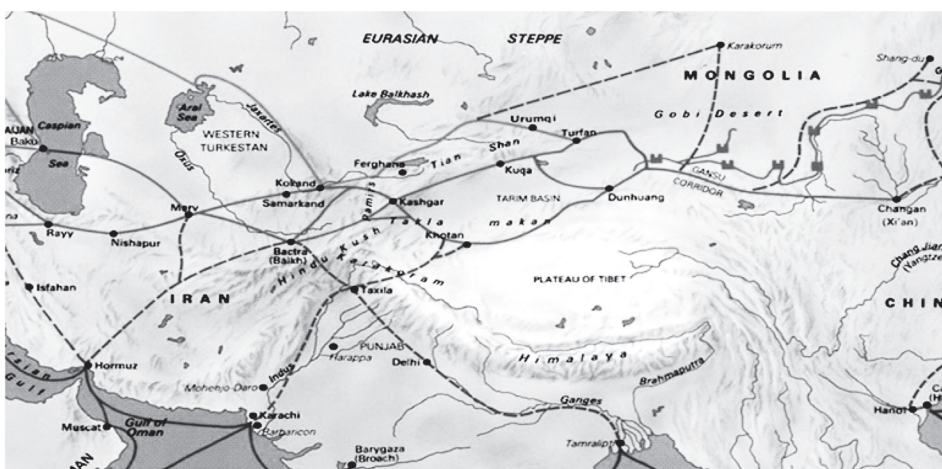 EURASIAN STEPPE
Karakorum
Shang-du
MONGOLIA
Lake Balkhash
Aral
Sea
Jaxartes
Gobi Desert
Urumqi
Turfan
Caspian
Sea
Baku
WESTERN
TURKESTAN
Oxus
Tian Shan
Ferghana
Kuqa
GANSU
CORRIDOR
Kokand
Samarkand
Pamirs
Kashgar
TARIM BASIN
Dunhuang
Changan
(Xi'an)
Merv
Takla makan
Rayy
Nishapur
Khotan
Bactra
(Balkh)
Hindu Kush
Karakoram
PLATEAU OF TIBET
Isfahan
IRAN
Taxila
CHIN
PUNJAB
Harappa
Himalaya
Hormuz
Delhi
Mohenjo-Daro
Indus
Brahmaputra
Gulf
Ganges
Karachi
Barbaricon
Hanoi
Muscat
Gulf of
Oman
Tamralipti
Barygaza
(Broach)